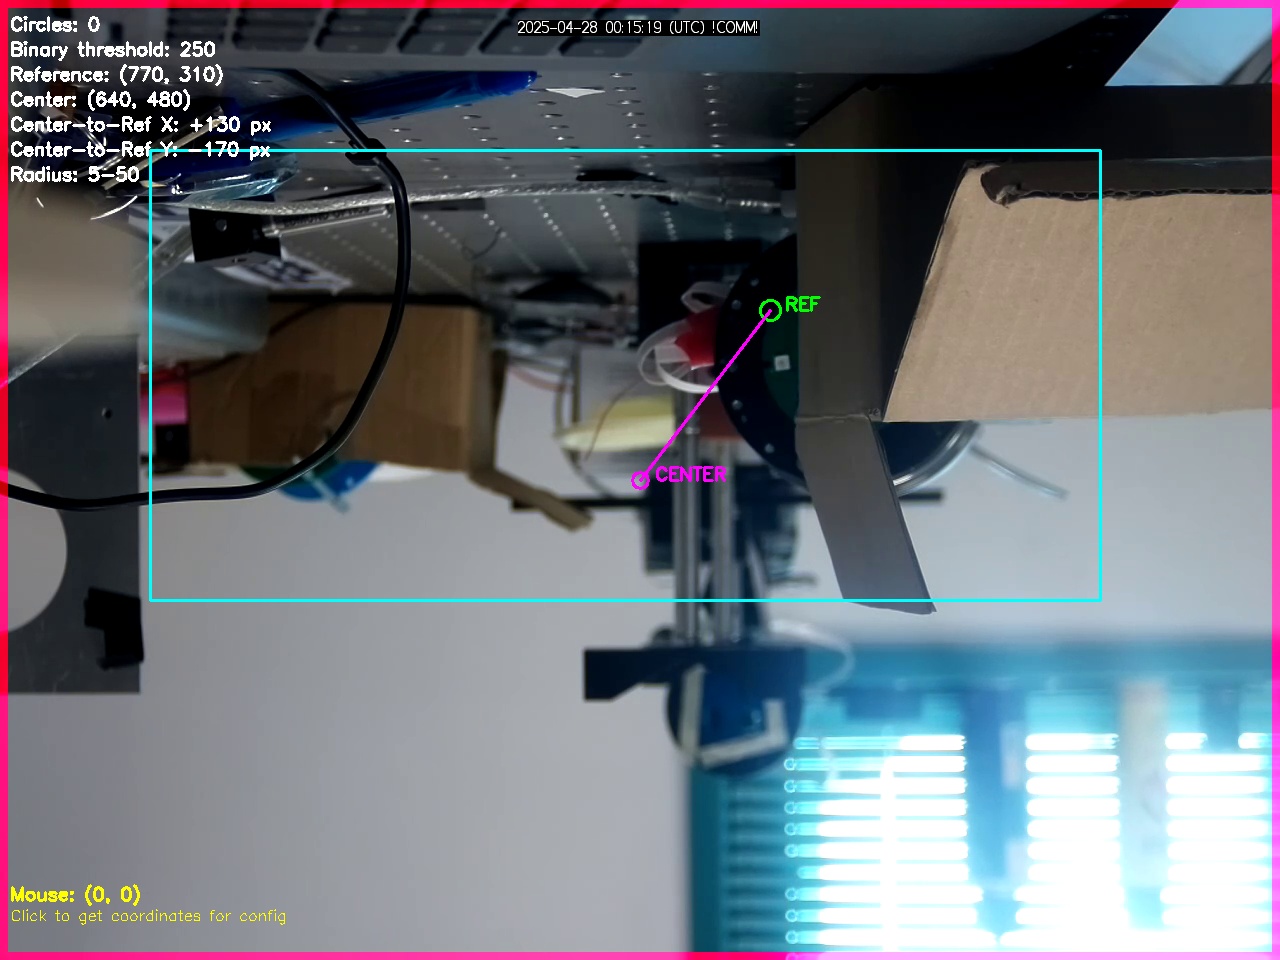 Circles: 0
2025-04-28 00:15:19 (UTC) !COMM!
Binary threshold: 250
Reference: (770, 310)
Center: (640, 480)
Center-to-Ref X: +130 px
Center-to-Ref Y: -170 px
Radius: 5-50
REF
CENTER
Mouse: (0, 0)
Click to get coordinates for config